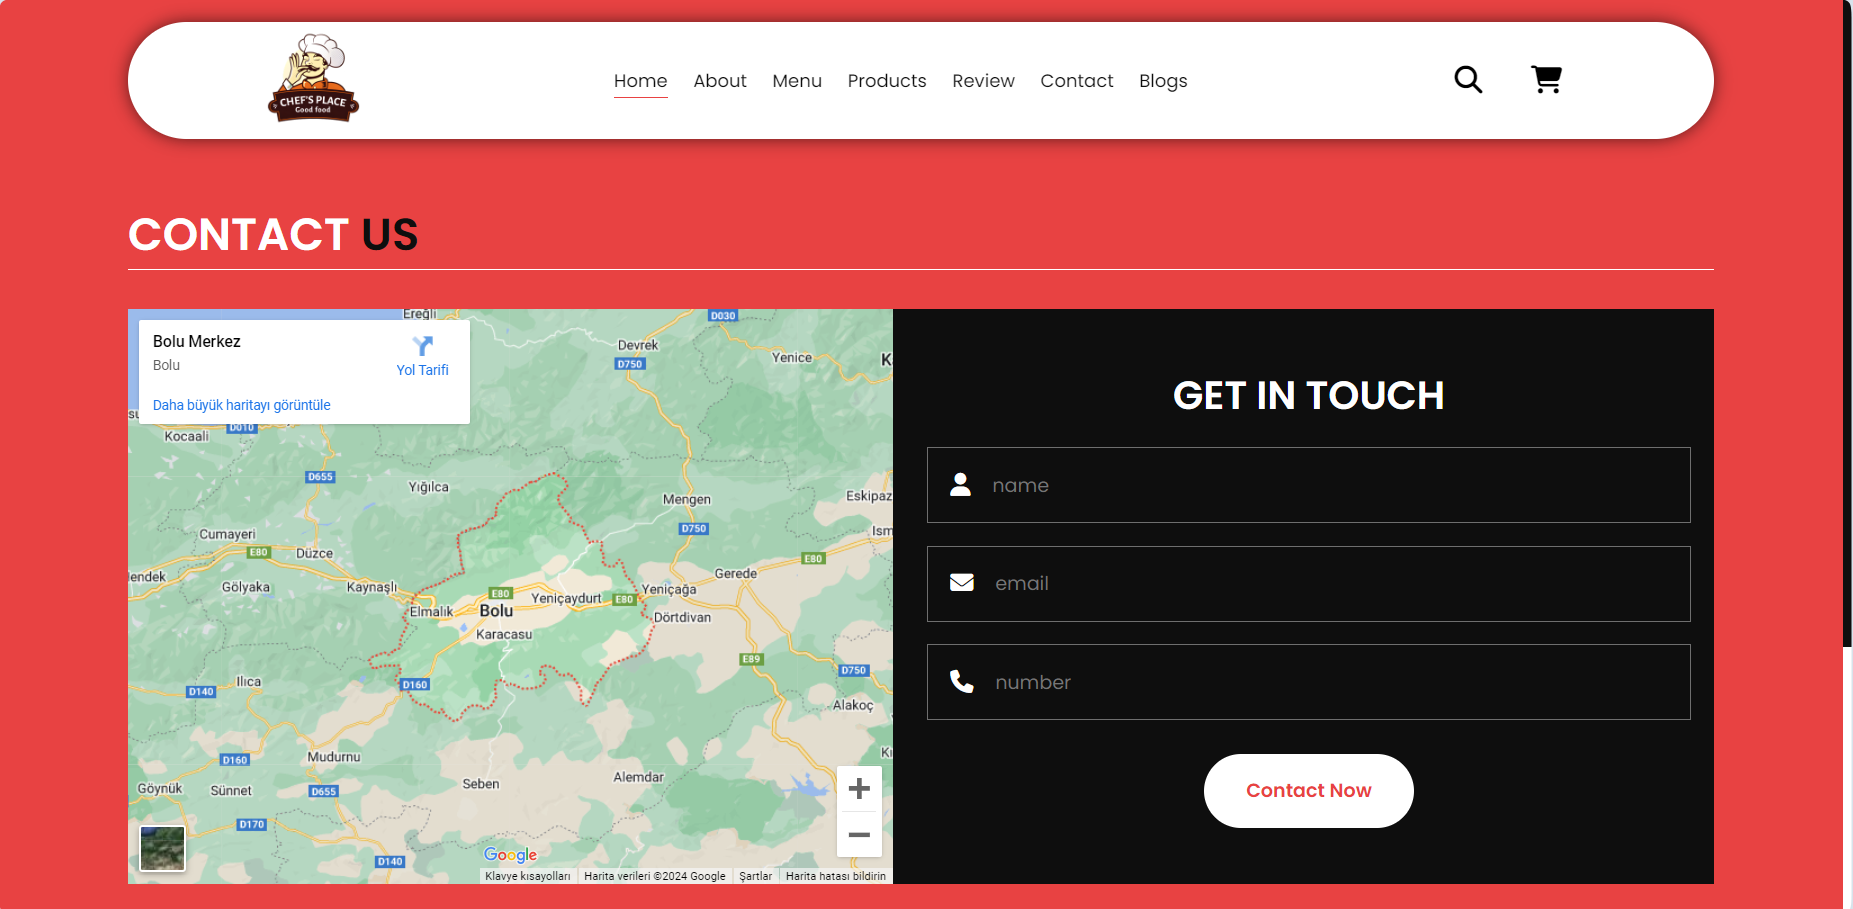 CHEF'S PLACE
Good food
Home About Menu Products Review Contact Blogs
CONTACT US
Bolu Merkez
Bolu
Yol Tarifi
Daha büyük haritayı görüntüle
Ereğli
D030
Devrek
D750
Yenice
Kocaali
D010
D655
Yığılca
Mengen
D750
Eskipaz
Ism
Cumayeri
E80
Düzce
E80
lendek
Gölyaka
Kaynaşlı
Gerede
Elmalık
E80
Bolu
Yeniçaydurt
E80
Yeniçağa
Dörtdivan
Karacasu
E89
D750
Ilıca
D140
D160
Alakoç
D160
Mudurnu
Seben
Alemdar
Göynük
Sünnet
D655
D170
D140
Google
Klavye kısayolları
Harita verileri ©2024 Google
Şartlar
Harita hatası bildirin
GET IN TOUCH
name
email
number
Contact Now